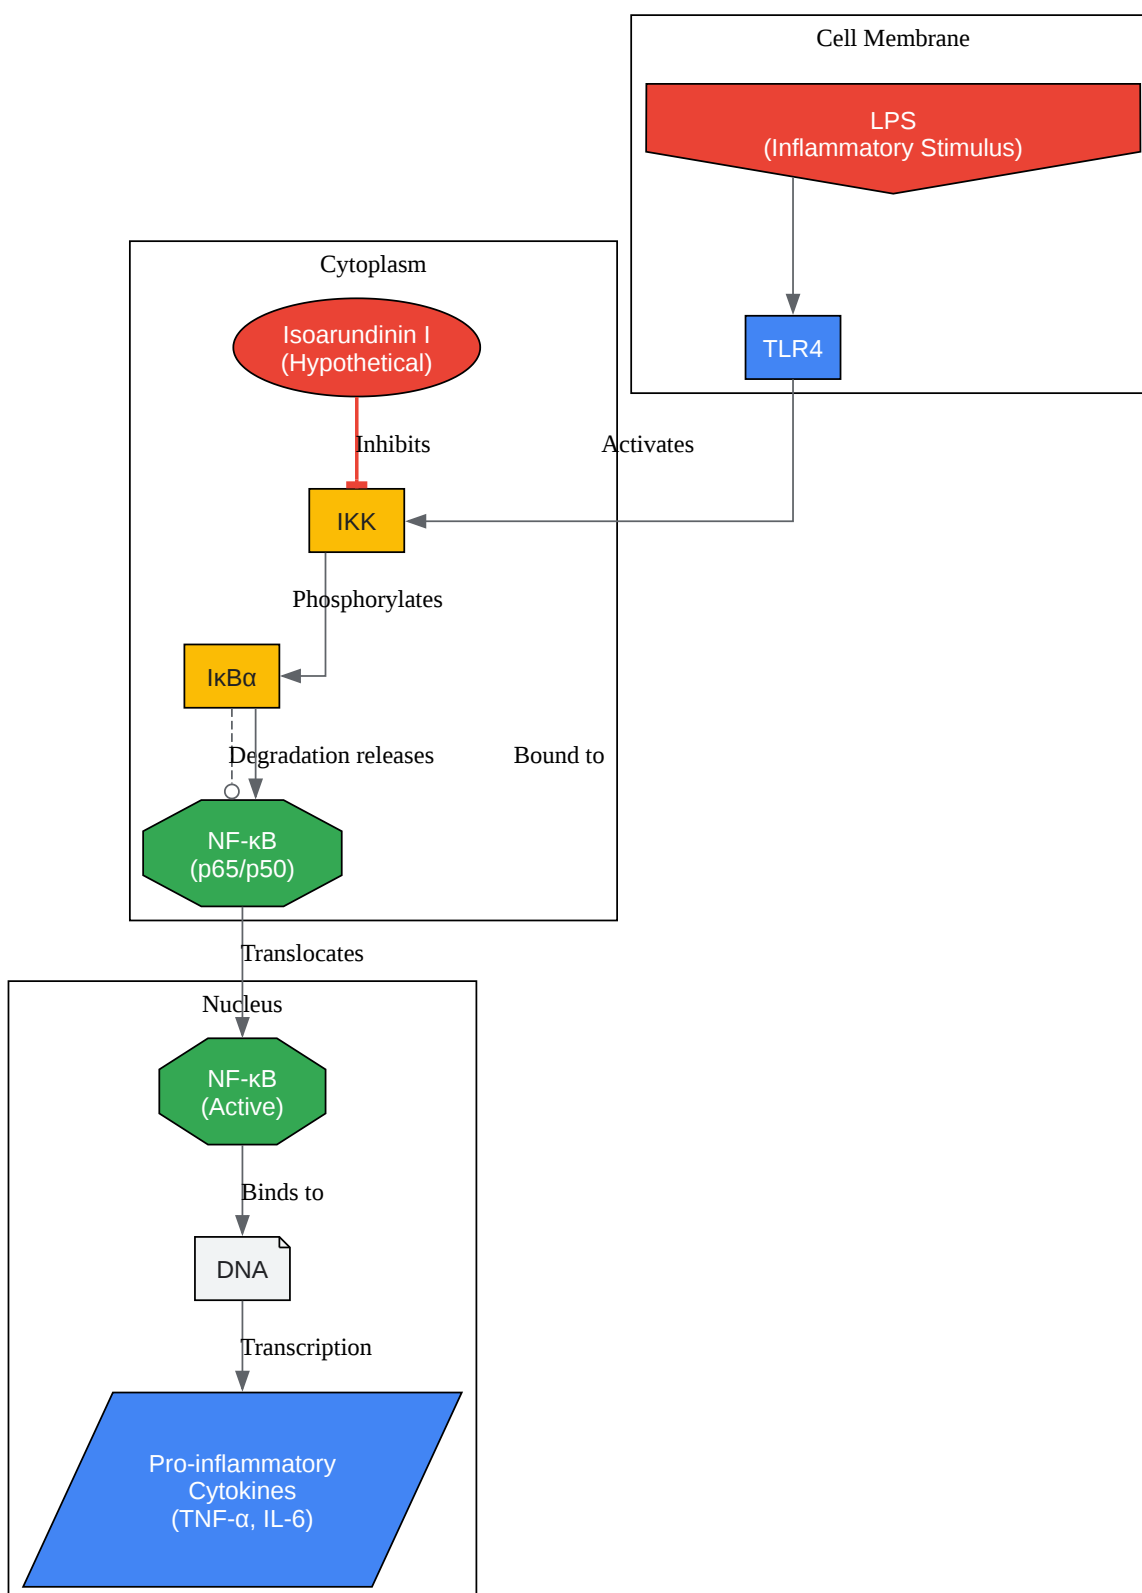 Cell Membrane
LPS
(Inflammatory Stimulus)
TLR4
Cytoplasm
Isoarundinin I
(Hypothetical)
Inhibits
Activates
IKK
Phosphorylates
IκBα
Degradation releases
Bound to
NF-κB
(p65/p50)
Translocates
Nucleus
NF-κB
(Active)
Binds to
DNA
Transcription
Pro-inflammatory
Cytokines
(TNF-α, IL-6)